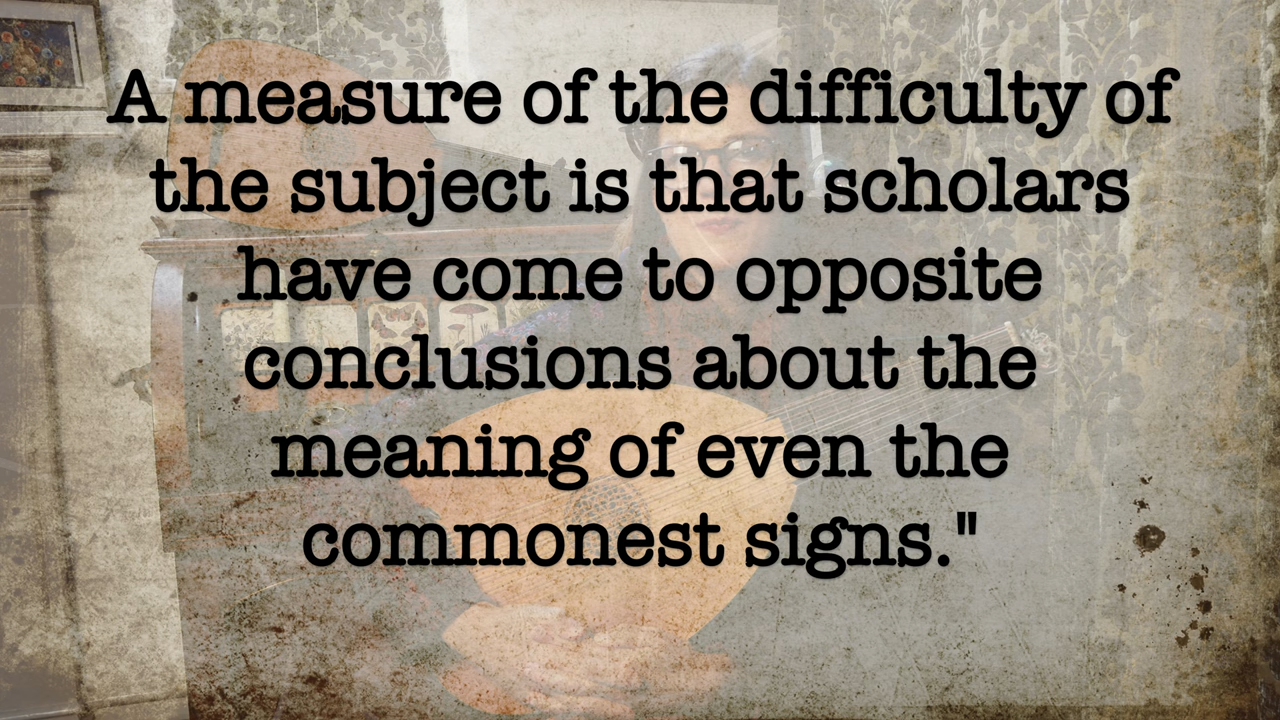 A measure of the difficulty of
the subject is that scholars
have come to opposite
conclusions about the
meaning of even the
commonest signs."